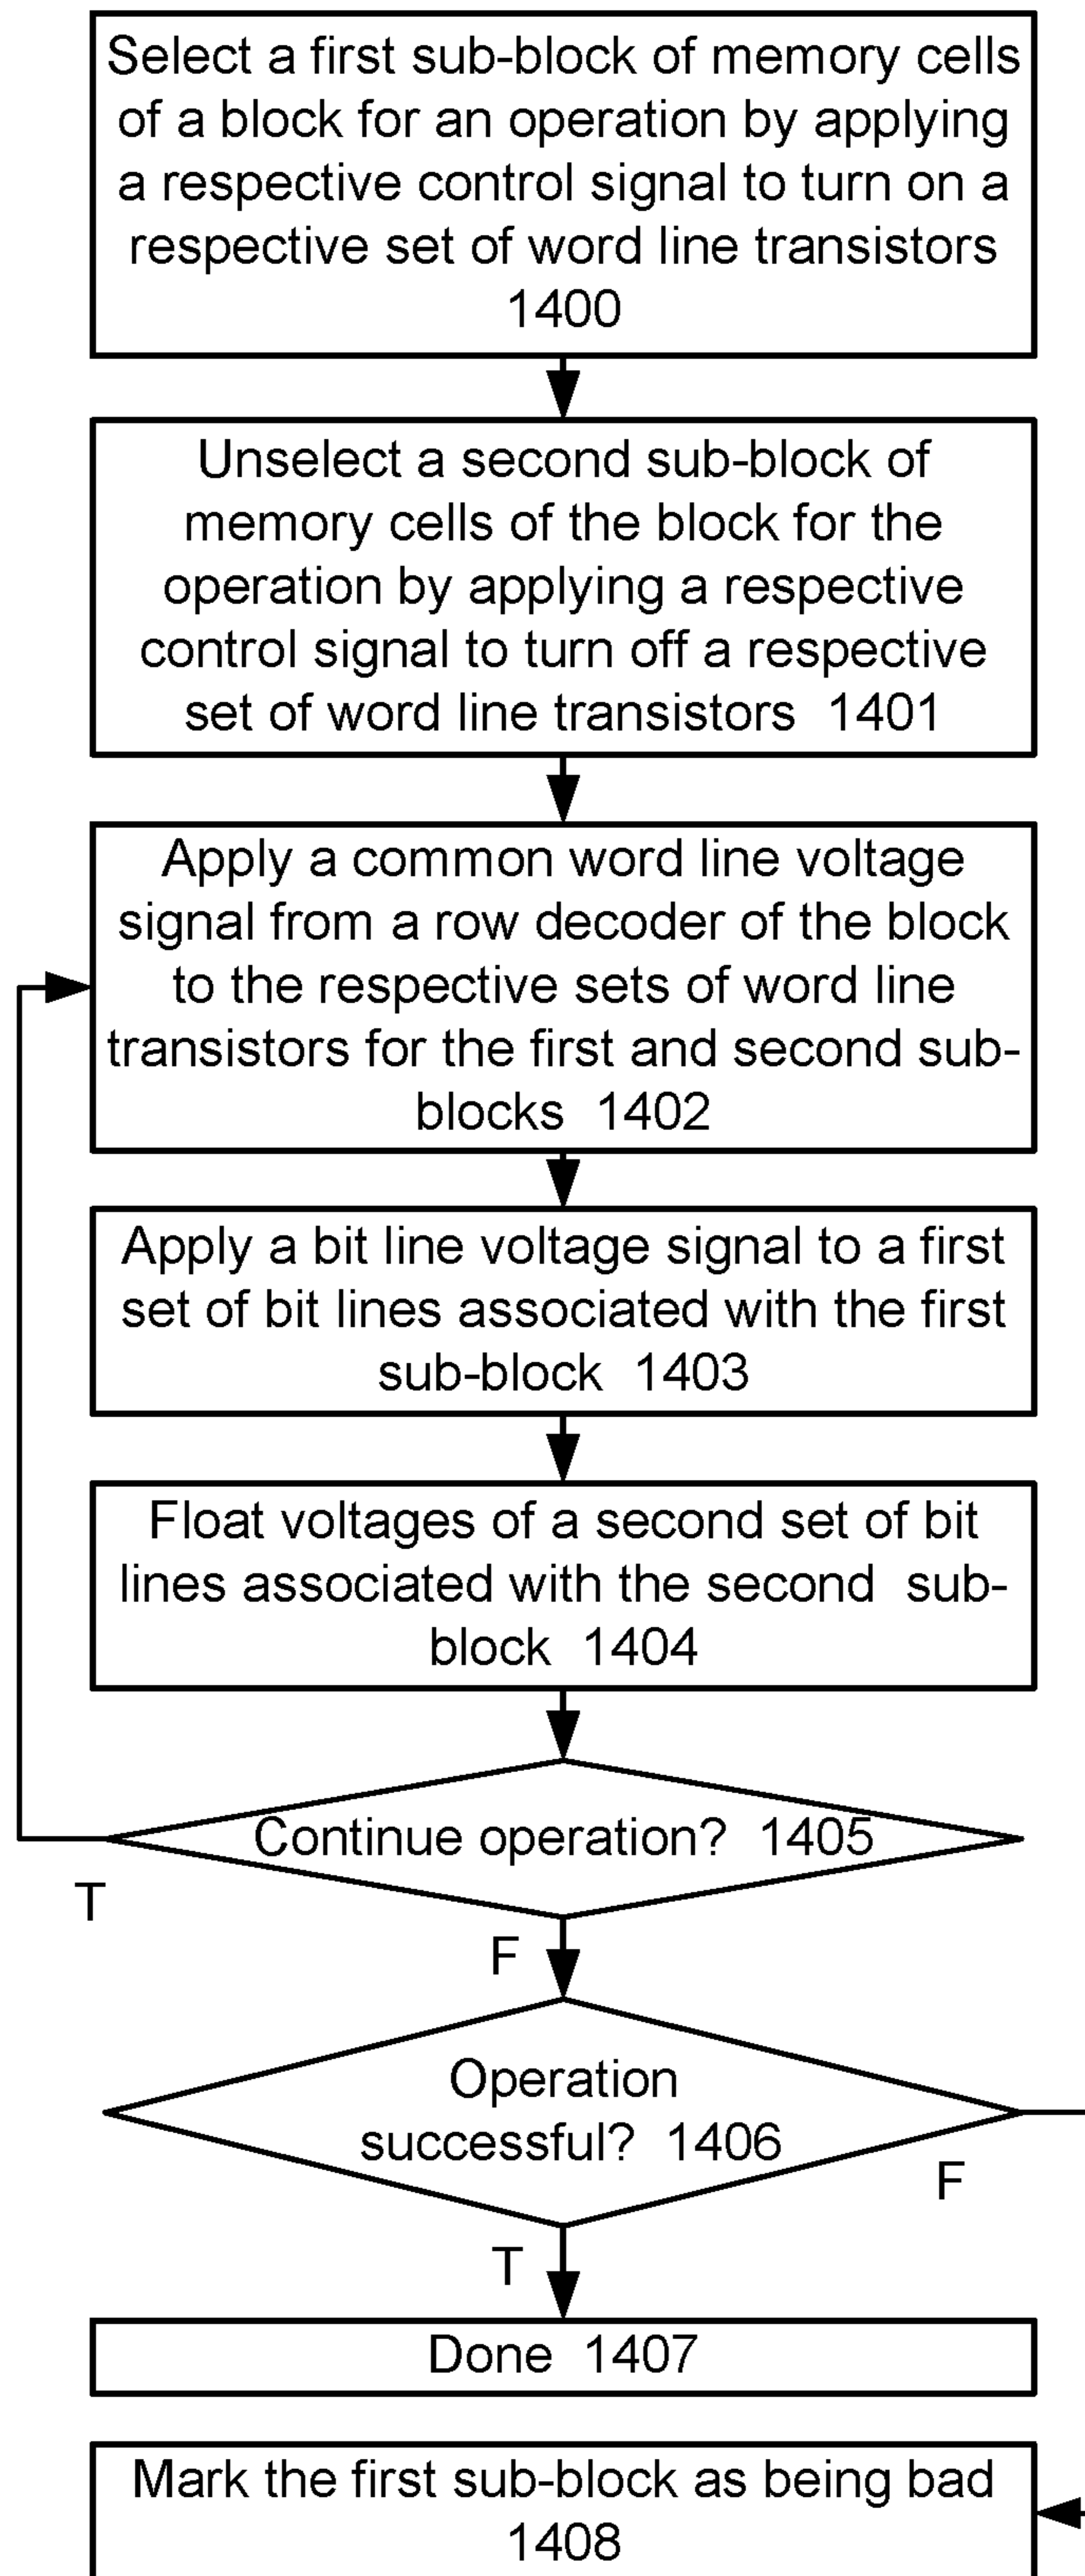 Select a first sub-block of memory cells
of a block for an operation by applying
a respective control signal to turn on a
respective set of word line transistors
1400
Unselect a second sub-block of
memory cells of the block for the
operation by applying a respective
control signal to turn off a respective
set of word line transistors 1401
Apply a common word line voltage
signal from a row decoder of the block
to the respective sets of word line
transistors for the first and second sub-
blocks 1402
Apply a bit line voltage signal to a first
set of bit lines associated with the first
sub-block 1403
Float voltages of a second set of bit
lines associated with the second sub-
block 1404
Continue operation? 1405
T
F
Operation
successful? 1406
F
T
Done 1407
Mark the first sub-block as being bad
1408